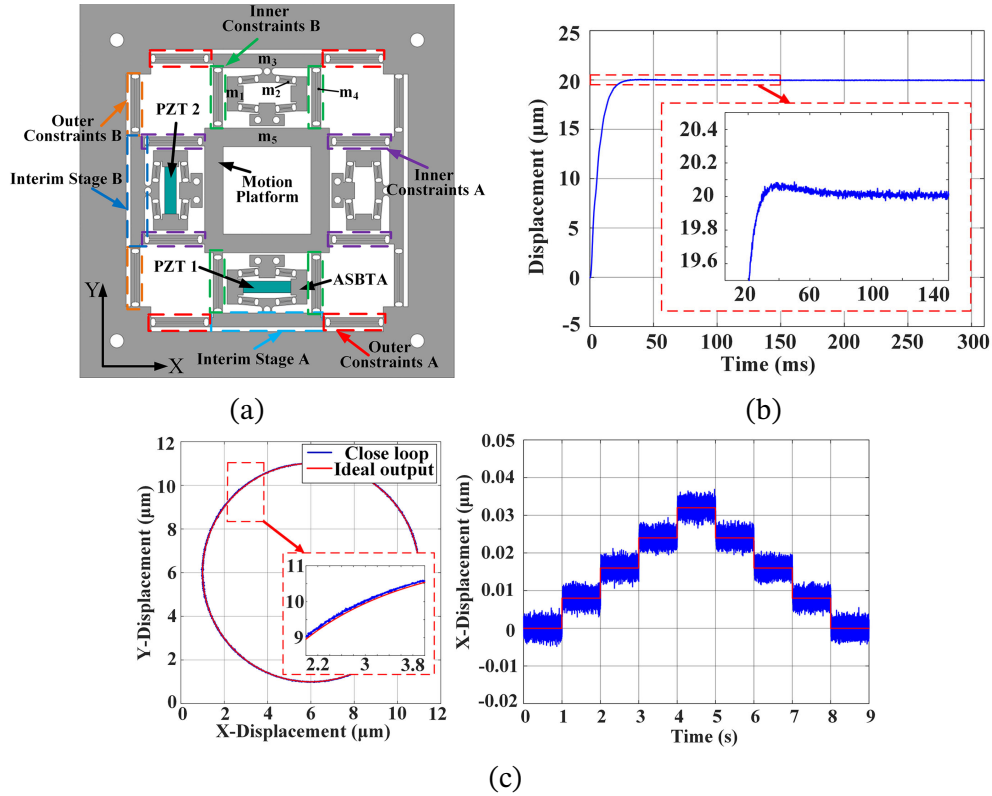 Inner
Constraints B
m3
m1
m2
m4
PZT 2
Outer
Constraints B
m5
Interim Stage B
Motion
Platform
Inner
Constraints A
PZT 1
ASBTA
Y
X
Interim Stage A
Outer
Constraints A
(a)
25
20
15
10
5
0
-5
Displacement (μm)
20.4
20.2
20.0
19.8
19.6
20 60 100 140
0 50 100 150 200 250 300
Time (ms)
(b)
12
10
8
6
4
2
0
Y-Displacement (μm)
Close loop
Ideal output
11
10
9
2.2 3 3.8
0 2 4 6 8 10 12
X-Displacement (μm)
0.05
0.04
0.03
0.02
0.01
0
-0.01
-0.02
X-Displacement (μm)
0 1 2 3 4 5 6 7 8 9
Time (s)
(c)